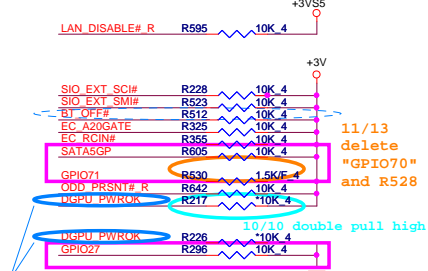 +3VS5
LAN_DISABLE#_R R595 10K_4
+3V
SIO_EXT_SCI# R228 10K_4
SIO_EXT_SMI# R523 10K_4
BT_OFF# R512 10K_4
EC_A20GATE R325 10K_4
EC_RCIN# R355 10K_4
SATA5GP R605 10K_4
GPIO71 R530 1.5K/F_4
ODD_PRSNT#_R R642 10K_4
DGPU_PWROK R217 *10K_4
11/13
delete
"GPIO70"
and R528
10/10 double pull high
DGPU_PWROK R226 *10K_4
GPIO27 R296 10K_4